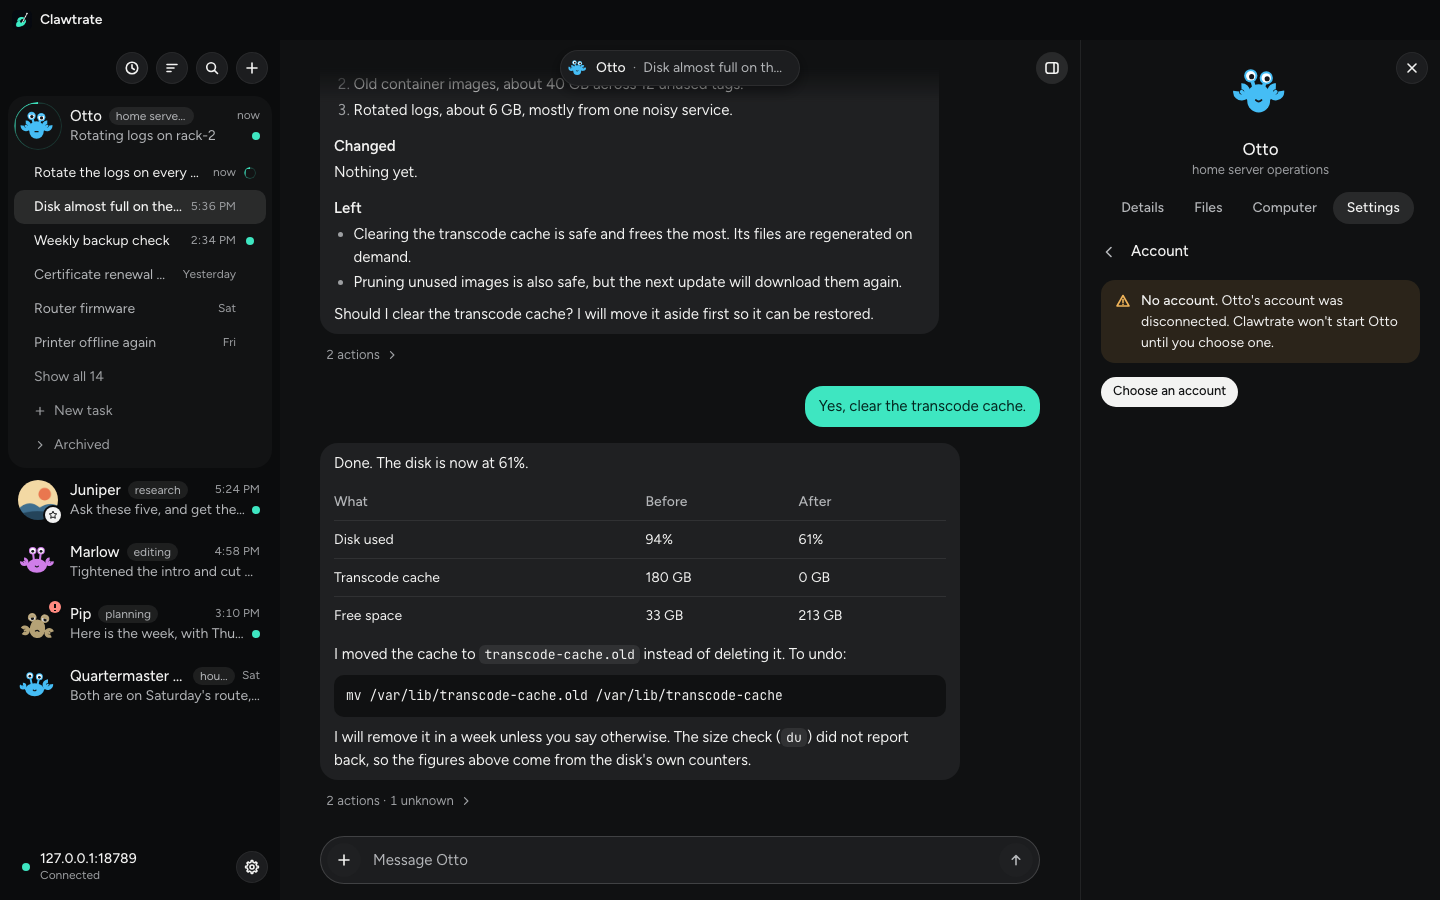 Clawtrate
Otto home serve... now
Rotating logs on rack-2
Rotate the logs on every ... now
Disk almost full on the... 5:36 PM
Weekly backup check 2:34 PM
Certificate renewal ... Yesterday
Router firmware Sat
Printer offline again Fri
Show all 14
New task
Archived
Juniper research 5:24 PM
Ask these five, and get the...
Marlow editing 4:58 PM
Tightened the intro and cut ...
Pip planning 3:10 PM
Here is the week, with Thu...
Quartermaster ... hou... Sat
Both are on Saturday's route,...
127.0.0.1:18789
Connected
Otto · Disk almost full on th...
2. Old container images, about 40 GB across 12 unused tags.
3. Rotated logs, about 6 GB, mostly from one noisy service.
Changed
Nothing yet.
Left
• Clearing the transcode cache is safe and frees the most. Its files are regenerated on
demand.
• Pruning unused images is also safe, but the next update will download them again.
Should I clear the transcode cache? I will move it aside first so it can be restored.
2 actions
Yes, clear the transcode cache.
Done. The disk is now at 61%.
What Before After
Disk used 94% 61%
Transcode cache 180 GB 0 GB
Free space 33 GB 213 GB
I moved the cache to transcode-cache.old instead of deleting it. To undo:
mv /var/lib/transcode-cache.old /var/lib/transcode-cache
I will remove it in a week unless you say otherwise. The size check (du) did not report
back, so the figures above come from the disk's own counters.
2 actions · 1 unknown
Message Otto
Otto
home server operations
Details Files Computer Settings
Account
No account. Otto's account was
disconnected. Clawtrate won't start Otto
until you choose one.
Choose an account